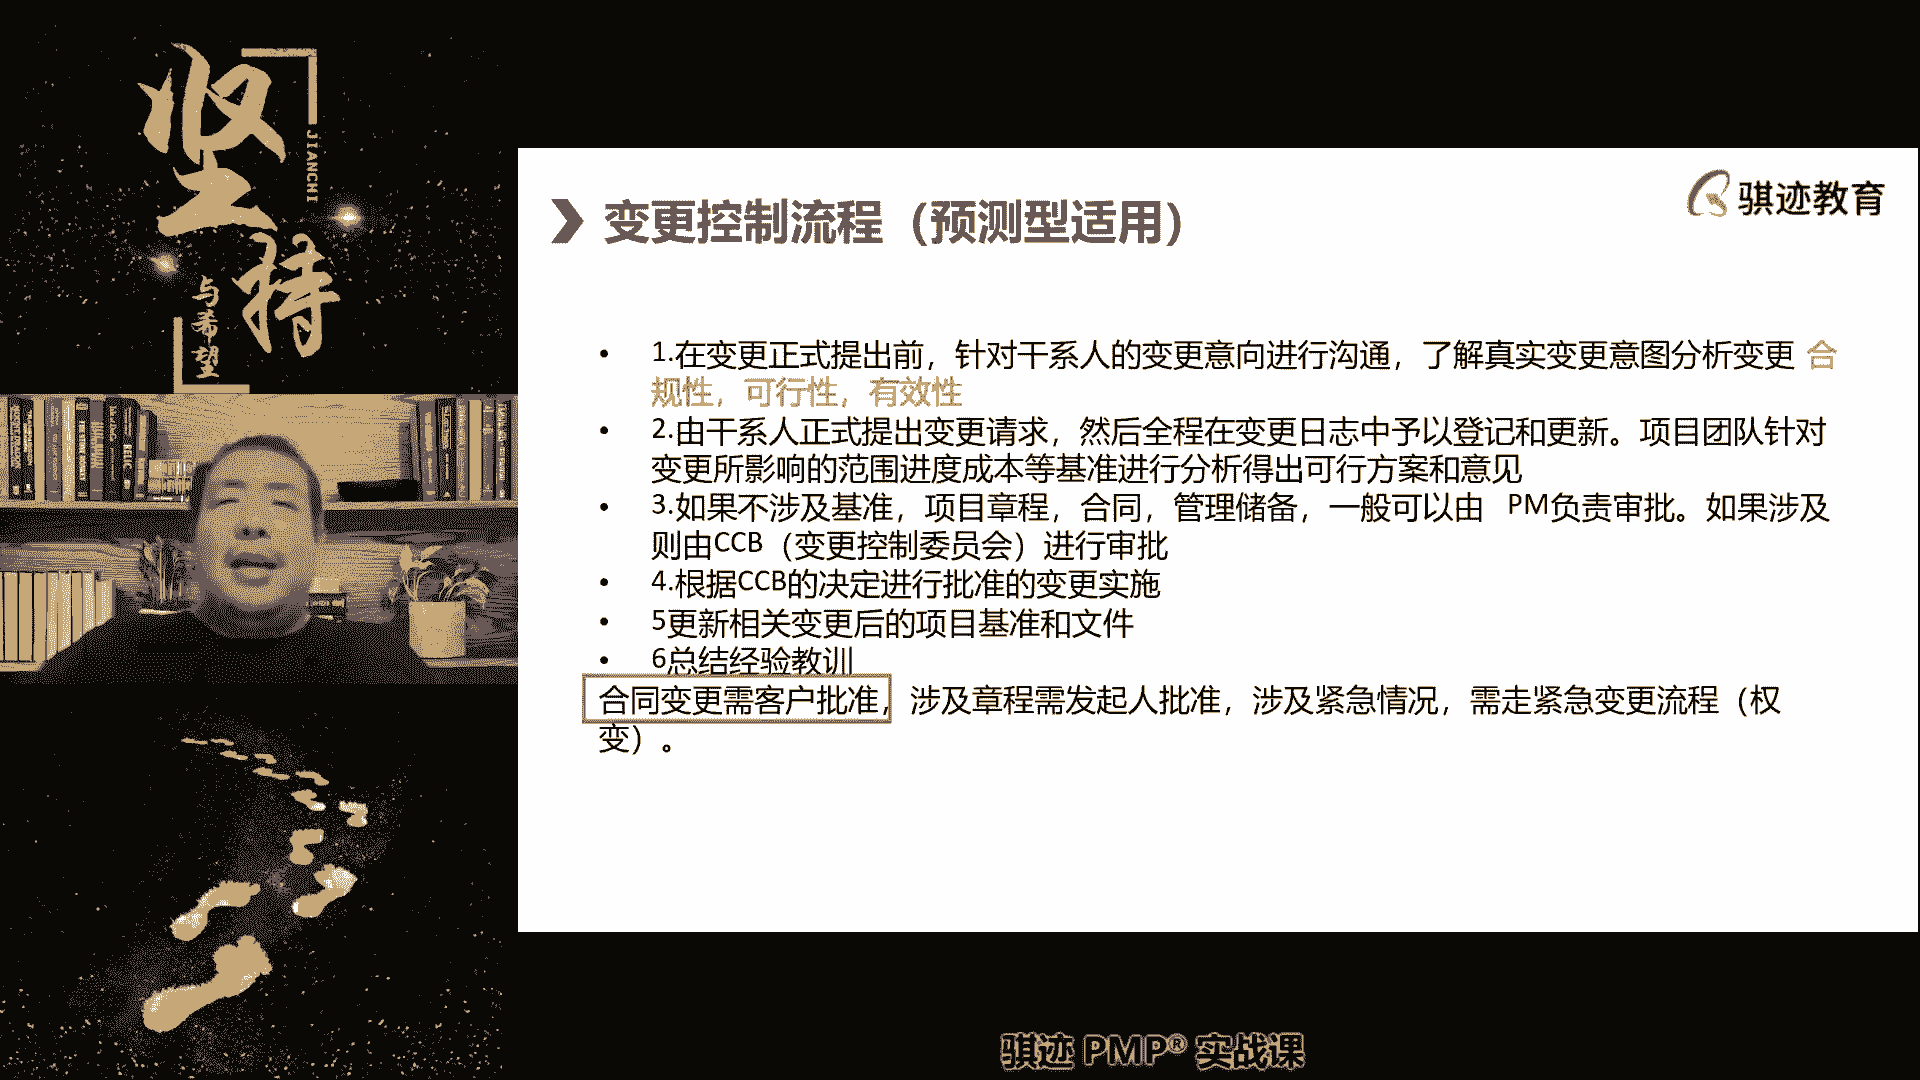 坚持
JIANCHI
与希望
骐迹教育
变更控制流程（预测型适用）
• 1.在变更正式提出前，针对干系人的变更意向进行沟通，了解真实变更意图分析变更 合
规性，可行性，有效性
• 2.由干系人正式提出变更请求，然后全程在变更日志中予以登记和更新。项目团队针对
变更所影响的范围进度成本等基准进行分析得出可行方案和意见
• 3.如果不涉及基准，项目章程，合同，管理储备，一般可以由 PM负责审批。如果涉及
则由CCB（变更控制委员会）进行审批
• 4.根据CCB的决定进行批准的变更实施
• 5更新相关变更后的项目基准和文件
• 6总结经验教训
合同变更需客户批准，涉及章程需发起人批准，涉及紧急情况，需走紧急变更流程（权
变）。
骐迹 PMP® 实战课